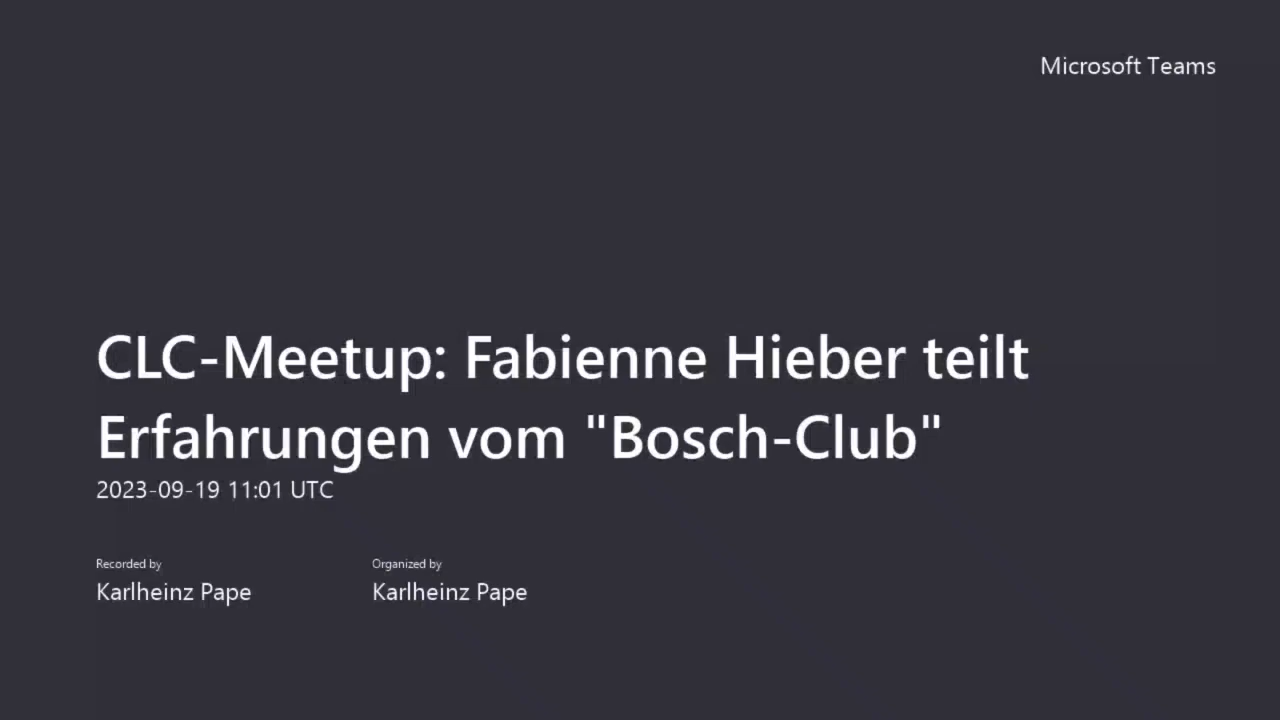 Microsoft Teams
CLC-Meetup: Fabienne Hieber teilt
Erfahrungen vom "Bosch-Club"
2023-09-19 11:01 UTC
Recorded by
Karlheinz Pape
Organized by
Karlheinz Pape